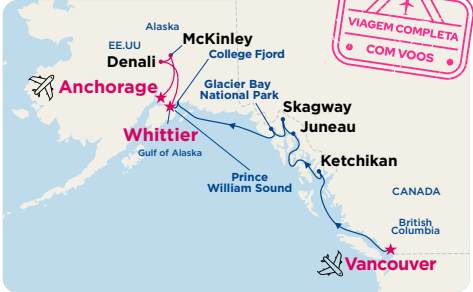 Alaska
McKinley
EE.UU
College Fjord
Denali
Anchorage
Glacier Bay
National Park
Whittier
Skagway
Juneau
Gulf of Alaska
Ketchikan
Prince
William Sound
CANADA
British
Columbia
Vancouver
VIAGEM COMPLETA
COM VOOS